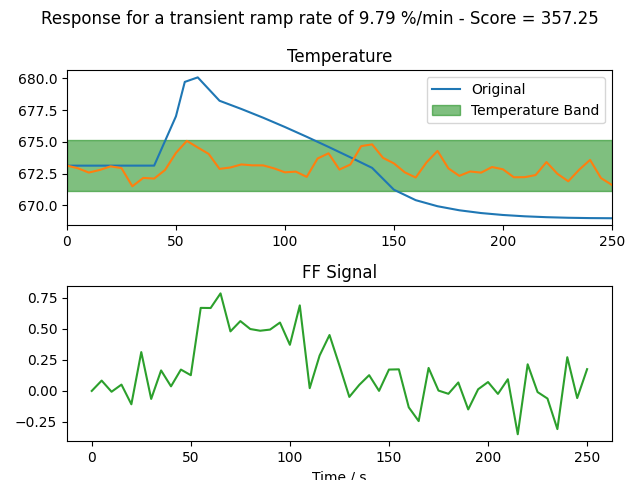 Response for a transient ramp rate of 9.79 %/min - Score = 357.25
Temperature
680.0
677.5
675.0
672.5
670.0
Original
Temperature Band
0 50 100 150 200 250
FF Signal
0.75
0.50
0.25
0.00
−0.25
0 50 100 150 200 250
Time / s